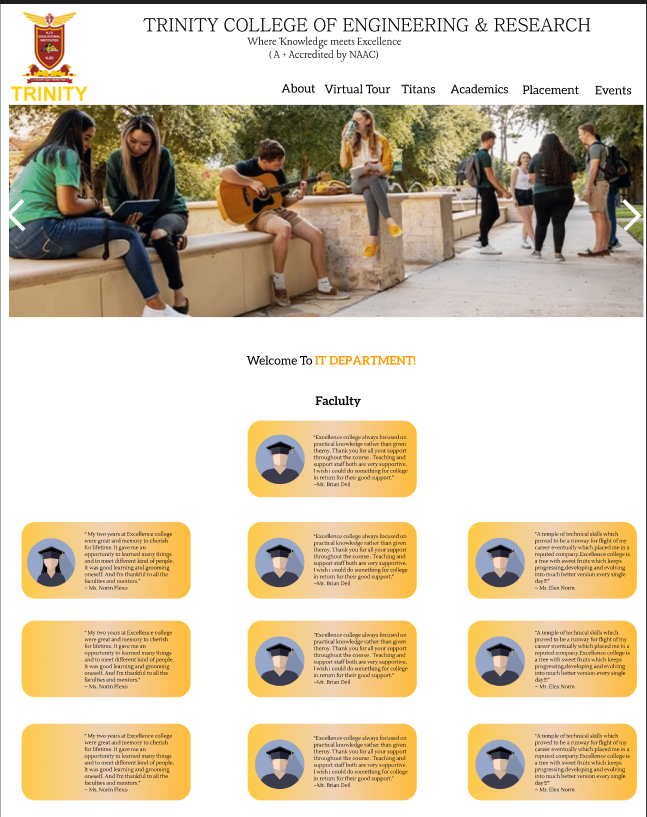 TRINITY COLLEGE OF ENGINEERING & RESEARCH
Where 'Knowledge meets Excellence
( A + Accredited by NAAC)
KJ'S
EDUCATIONAL
INSTITUTES
KJEI
TRINITY
About Virtual Tour Titans Academics Placement Events
Welcome To IT DEPARTMENT!
Faclulty
"Excellence college always focused on
practical knowledge rather than given
theroy. Thank you for all your support
throughout the course . Teaching and
support staff both are very supportive.
I wish i could do something for college
in return for their good support."
~Mr. Brian Deil
" My two years at Excellence college
were great and memory to cherish
for lifetime. It gave me an
opportunity to learned many things
and to meet different kind of people.
It was good learning and grooming
oneself. And I'm thankful to all the
faculties and mentors."
~ Ms. Norin Flexo
"Excellence college always focused on
practical knowledge rather than given
theroy. Thank you for all your support
throughout the course . Teaching and
support staff both are very supportive.
I wish i could do something for college
in return for their good support."
~Mr. Brian Deil
"A temple of technical skills which
proved to be a runway for flight of my
career eventually which placed me in a
reputed company.Excellence college is
a tree with sweet fruits which keeps
progressing,developing and evolving
into much better version every single
day!!!"
~ Mr. Elex Norm
" My two years at Excellence college
were great and memory to cherish
for lifetime. It gave me an
opportunity to learned many things
and to meet different kind of people.
It was good learning and grooming
oneself. And I'm thankful to all the
faculties and mentors."
~ Ms. Norin Flexo
"Excellence college always focused on
practical knowledge rather than given
theroy. Thank you for all your support
throughout the course . Teaching and
support staff both are very supportive.
I wish i could do something for college
in return for their good support."
~Mr. Brian Deil
"A temple of technical skills which
proved to be a runway for flight of my
career eventually which placed me in a
reputed company.Excellence college is
a tree with sweet fruits which keeps
progressing,developing and evolving
into much better version every single
day!!!"
~ Mr. Elex Norm
" My two years at Excellence college
were great and memory to cherish
for lifetime. It gave me an
opportunity to learned many things
and to meet different kind of people.
It was good learning and grooming
oneself. And I'm thankful to all the
faculties and mentors."
~ Ms. Norin Flexo
"Excellence college always focused on
practical knowledge rather than given
theroy. Thank you for all your support
throughout the course . Teaching and
support staff both are very supportive.
I wish i could do something for college
in return for their good support."
~Mr. Brian Deil
"A temple of technical skills which
proved to be a runway for flight of my
career eventually which placed me in a
reputed company.Excellence college is
a tree with sweet fruits which keeps
progressing,developing and evolving
into much better version every single
day!!!"
~ Mr. Elex Norm